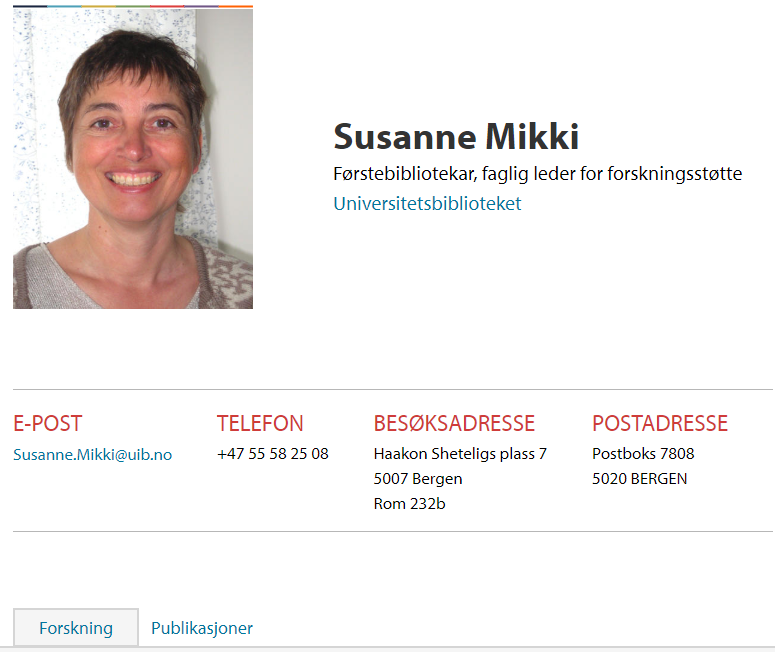 Susanne Mikki
Førstebibliotekar, faglig leder for forskningsstøtte
Universitetsbiblioteket
E-POST
Susanne.Mikki@uib.no
TELEFON
+47 55 58 25 08
BESØKSADRESSE
Haakon Sheteligs plass 7
5007 Bergen
Rom 232b
POSTADRESSE
Postboks 7808
5020 BERGEN
Forskning
Publikasjoner